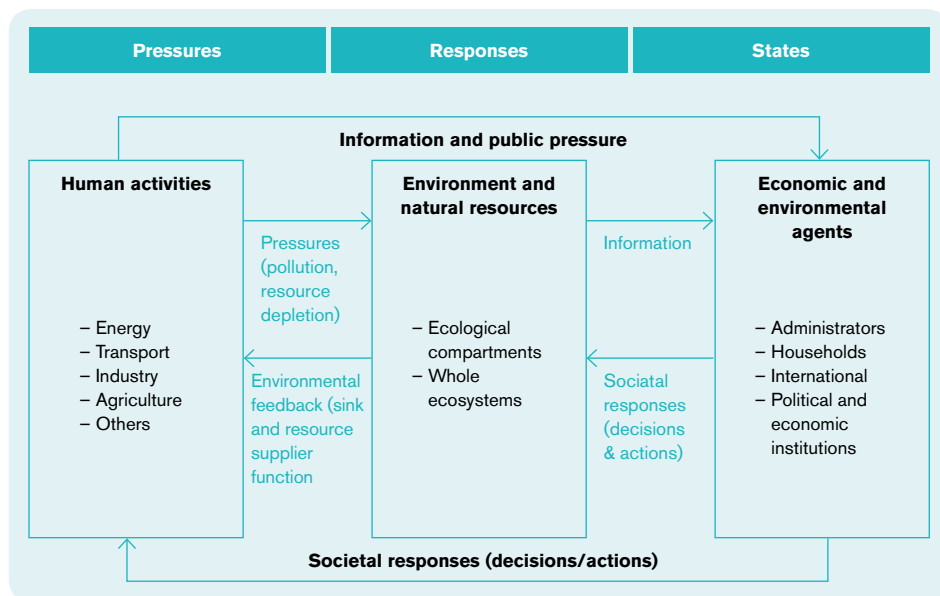 Pressures
Responses
States
Information and public pressure
Human activities
Environment and
natural resources
Economic and
environmental
agents
Pressures
(pollution,
resource
depletion)
Information
– Energy
– Transport
– Industry
– Agriculture
– Others
– Ecological
compartments
– Whole
ecosystems
– Administrators
– Households
– International
– Political and
economic
institutions
Environmental
feedback (sink
and resource
supplier
function
Societal
responses
(decisions
& actions)
Societal responses (decisions/actions)